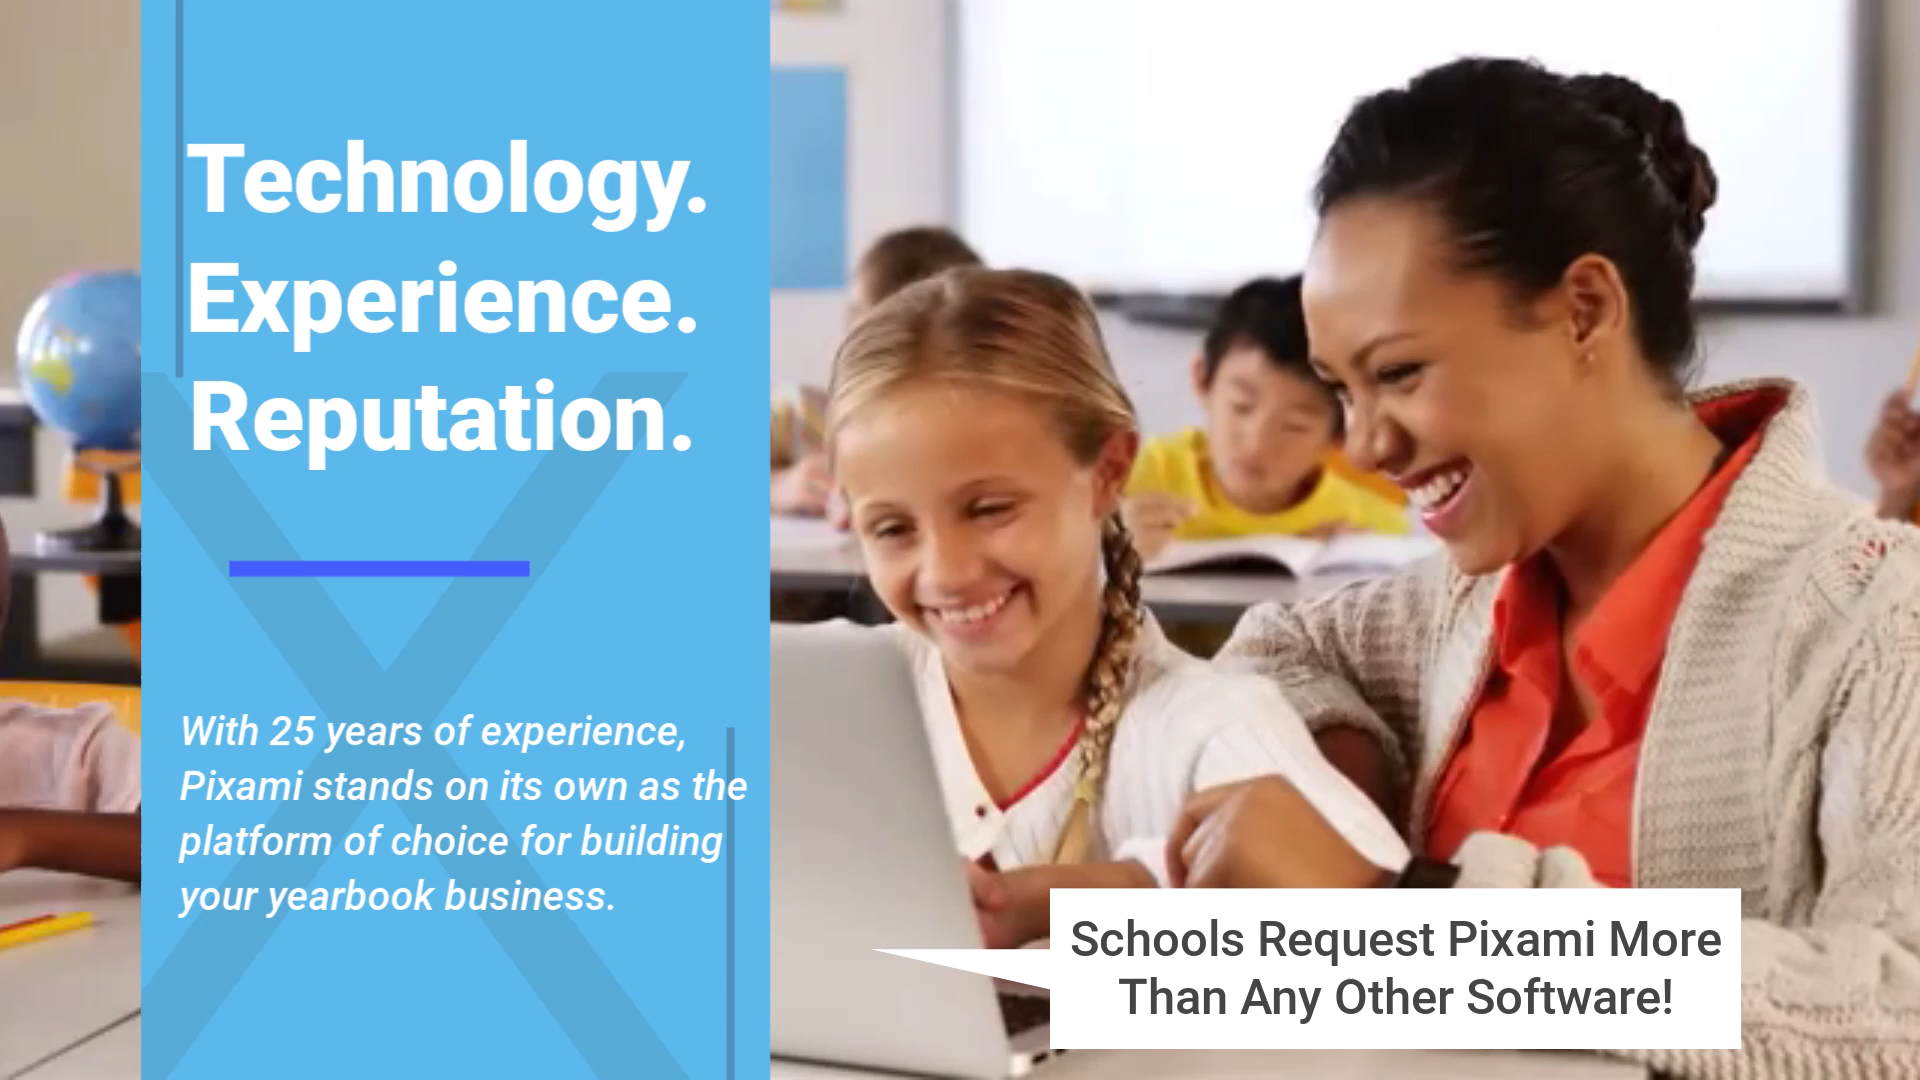 Technology.
Experience.
Reputation.
With 25 years of experience,
Pixami stands on its own as the
platform of choice for building
your yearbook business.
Schools Request Pixami More
Than Any Other Software!